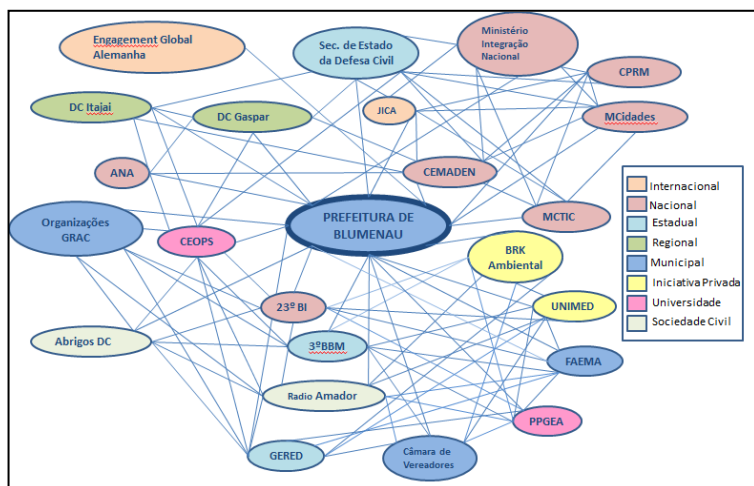 Engagement Global
Alemanha
Sec. de Estado
da Defesa Civil
Ministério
Integração
Nacional
CPRM
DC Itajai
DC Gaspar
JICA
MCidades
ANA
CEMADEN
PREFEITURA DE
BLUMENAU
MCTIC
Organizações
GRAC
CEOPS
BRK
Ambiental
23º BI
UNIMED
Abrigos DC
3ºBBM
FAEMA
Radio Amador
PPGEA
GERED
Câmara de
Vereadores
Internacional
Nacional
Estadual
Regional
Municipal
Iniciativa Privada
Universidade
Sociedade Civil